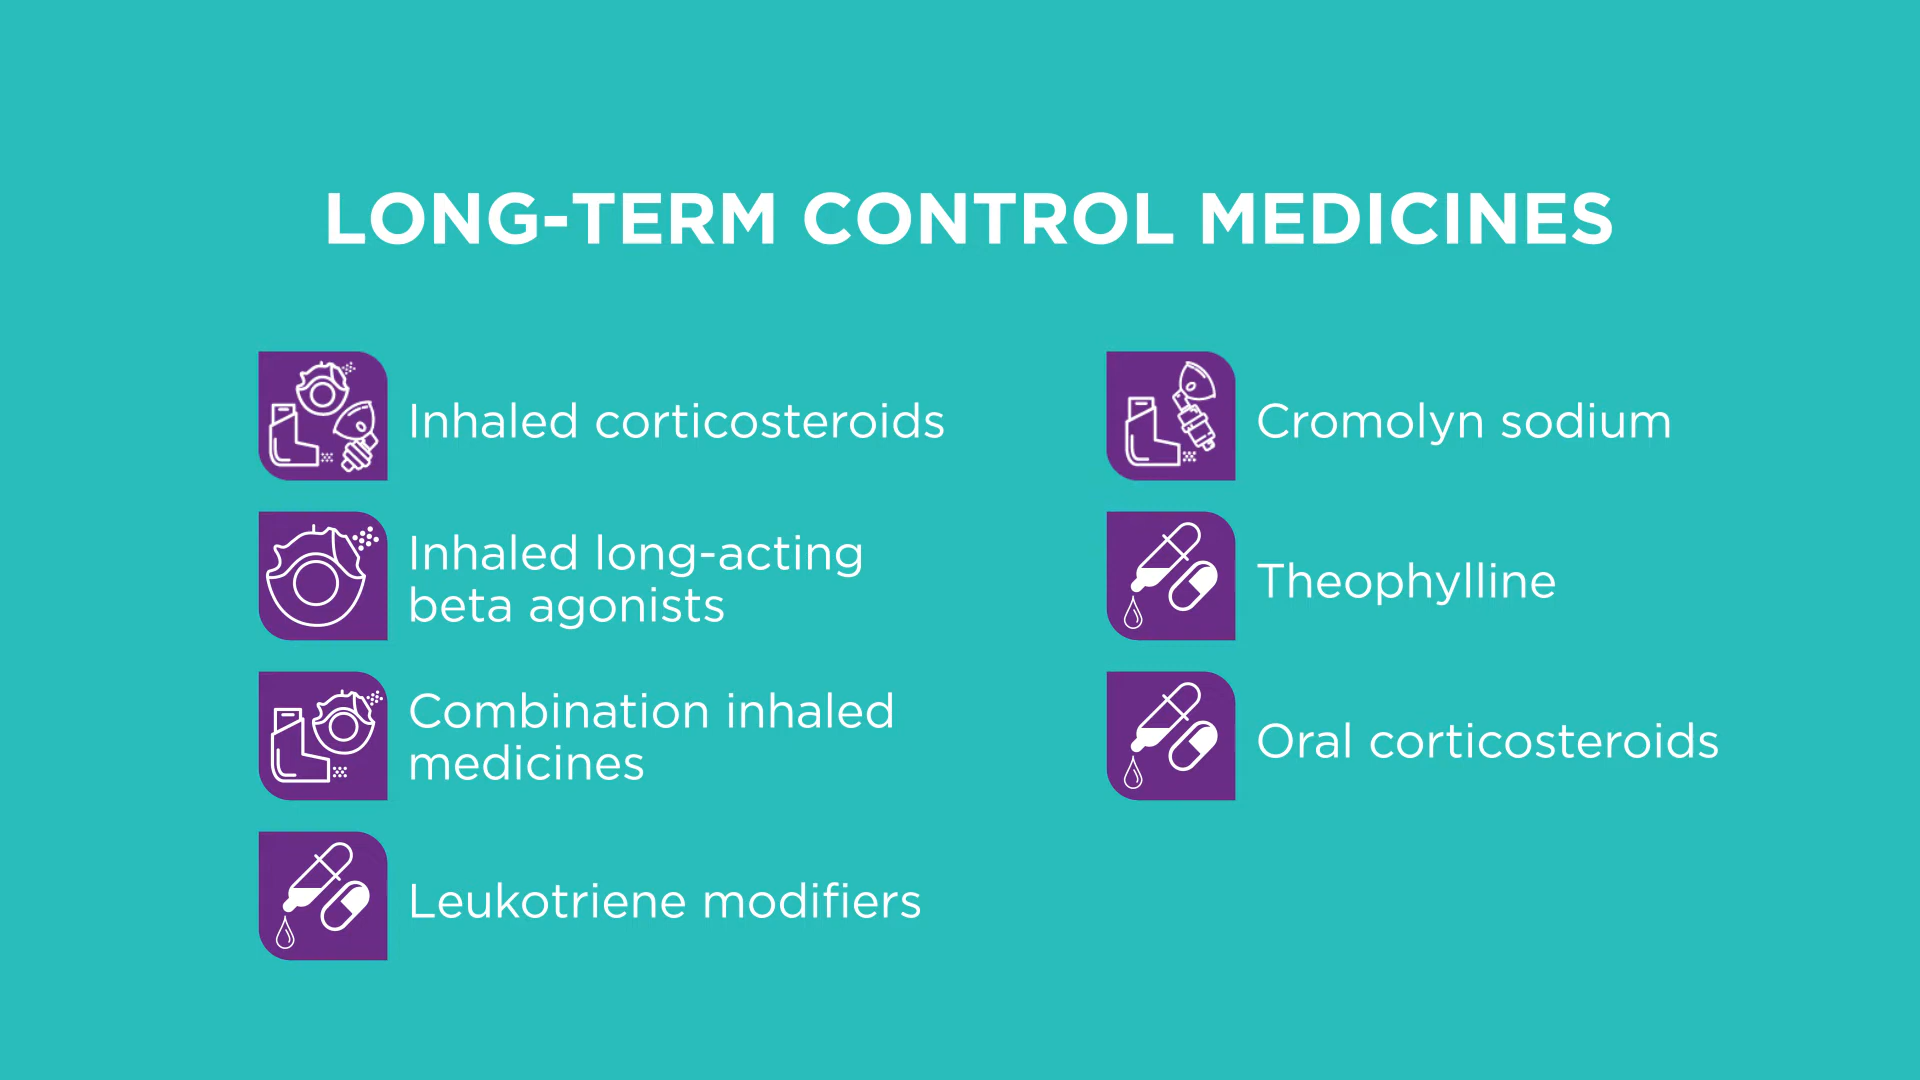 LONG-TERM CONTROL MEDICINES
Inhaled corticosteroids
Inhaled long-acting
beta agonists
Combination inhaled
medicines
Leukotriene modifiers
Cromolyn sodium
Theophylline
Oral corticosteroids